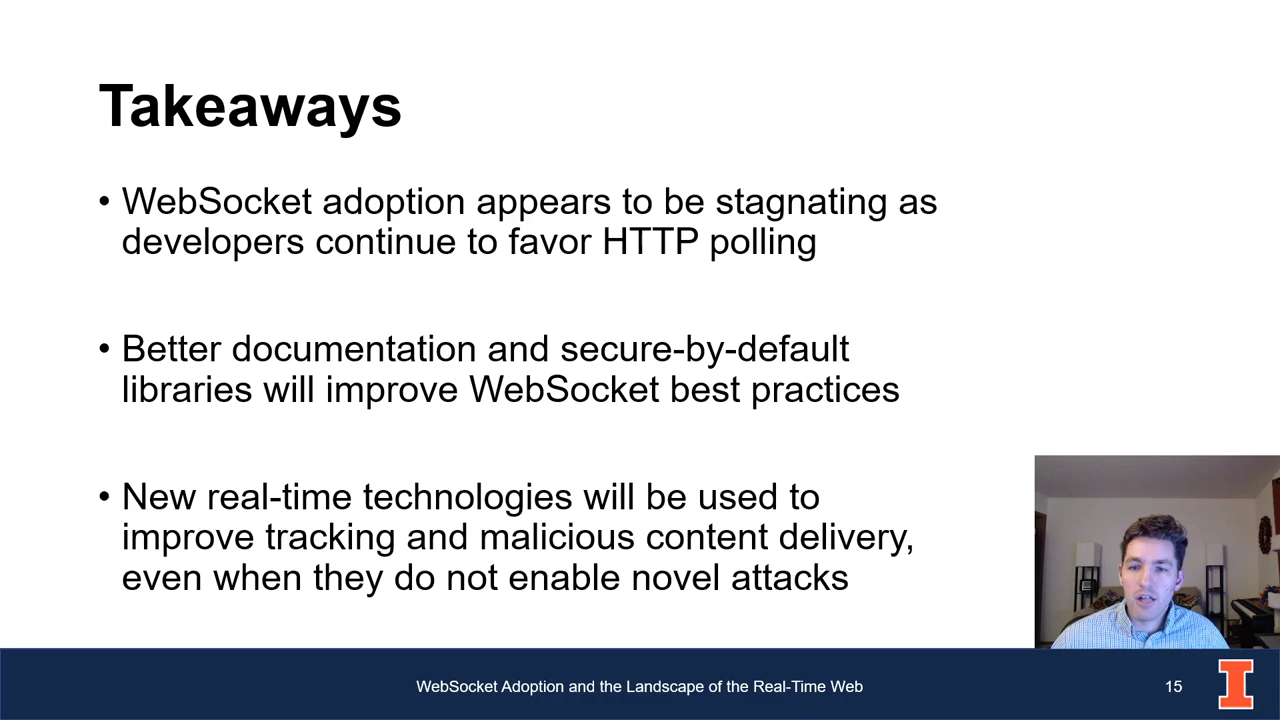 Takeaways
• WebSocket adoption appears to be stagnating as
developers continue to favor HTTP polling
• Better documentation and secure-by-default
libraries will improve WebSocket best practices
• New real-time technologies will be used to
improve tracking and malicious content delivery,
even when they do not enable novel attacks
WebSocket Adoption and the Landscape of the Real-Time Web
15